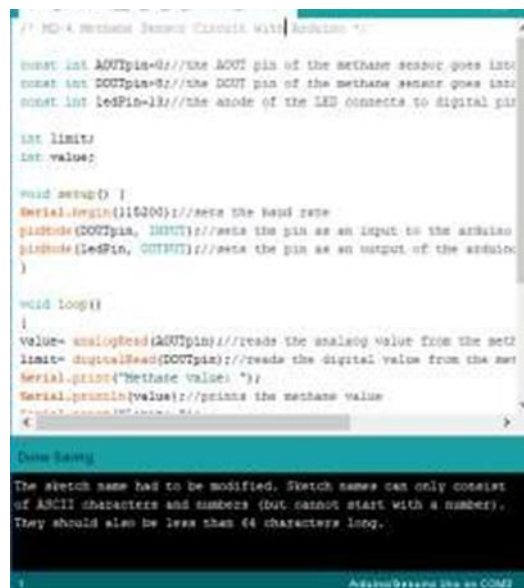 /* MQ-4 Methane Sensor Circuit with Arduino */
const int AOUTpin=0;//the AOUT pin of the methane sensor goes into
const int DOUTpin=8;//the DOUT pin of the methane sensor goes into
const int ledPin=13;//the anode of the LED connects to digital pin
int limit;
int value;
void setup() {
Serial.begin(115200);//sets the baud rate
pinMode(DOUTpin, INPUT);//sets the pin as an input to the arduino
pinMode(ledPin, OUTPUT);//sets the pin as an output of the arduino
}
void loop()
{
value= analogRead(AOUTpin);//reads the analaog value from the meth
limit= digitalRead(DOUTpin);//reads the digital value from the met
Serial.print("Methane value: ");
Serial.println(value);//prints the methane value
Done Saving
The sketch name had to be modified. Sketch names can only consist
of ASCII characters and numbers (but cannot start with a number).
They should also be less than 64 characters long.
1
Arduino/Genuino Uno on COM3